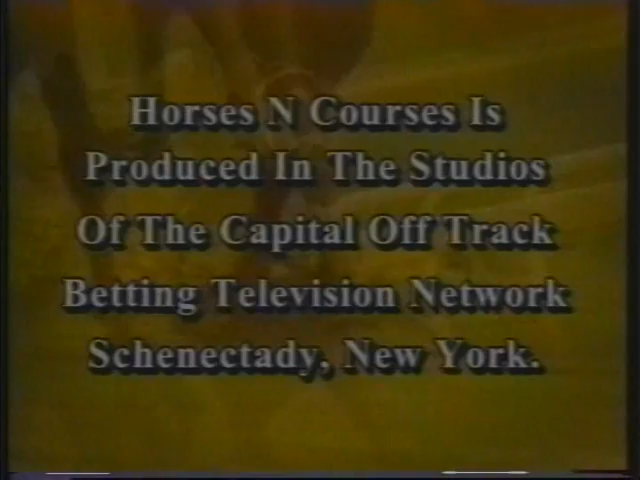 Horses N Courses Is
Produced In The Studios
Of The Capital Off Track
Betting Television Network
Schenectady, New York.